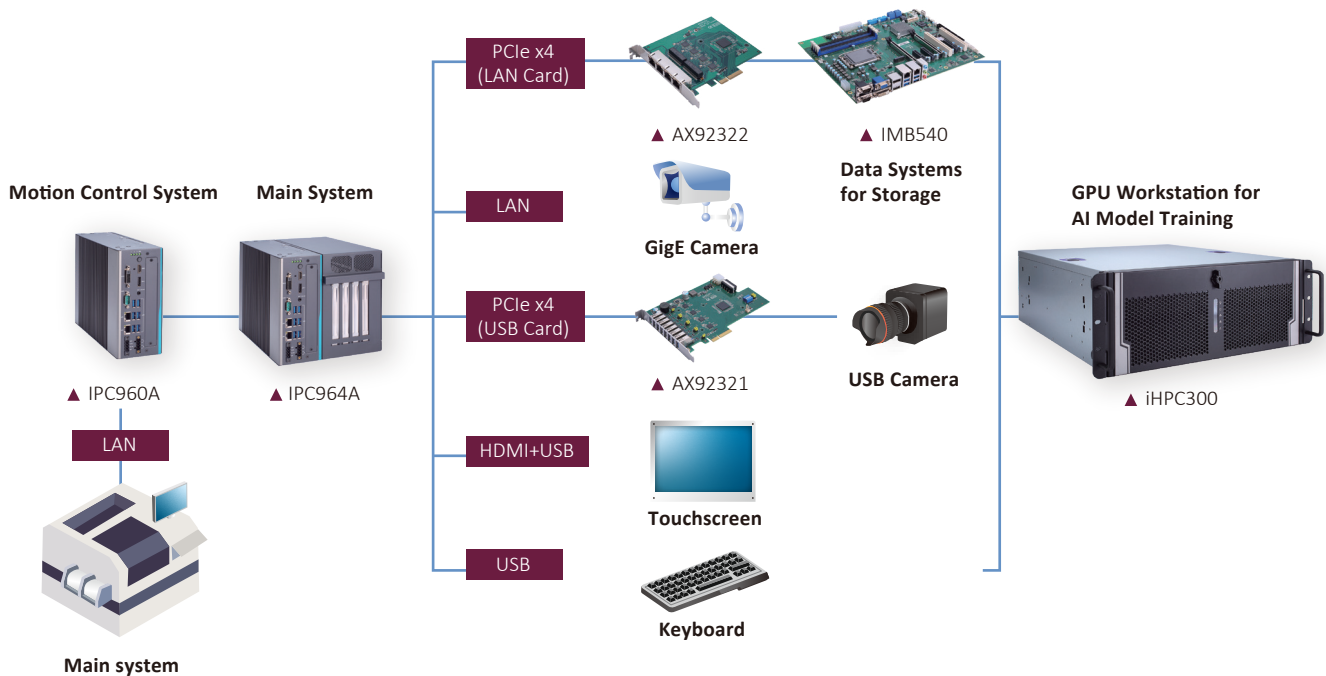 PCIe x4
(LAN Card)
▲ AX92322
▲ IMB540
Data Systems
for Storage
Motion Control System
Main System
LAN
GigE Camera
GPU Workstation for
AI Model Training
PCIe x4
(USB Card)
▲ IPC960A
▲ IPC964A
▲ AX92321
USB Camera
▲ iHPC300
LAN
HDMI+USB
Touchscreen
USB
Keyboard
Main system